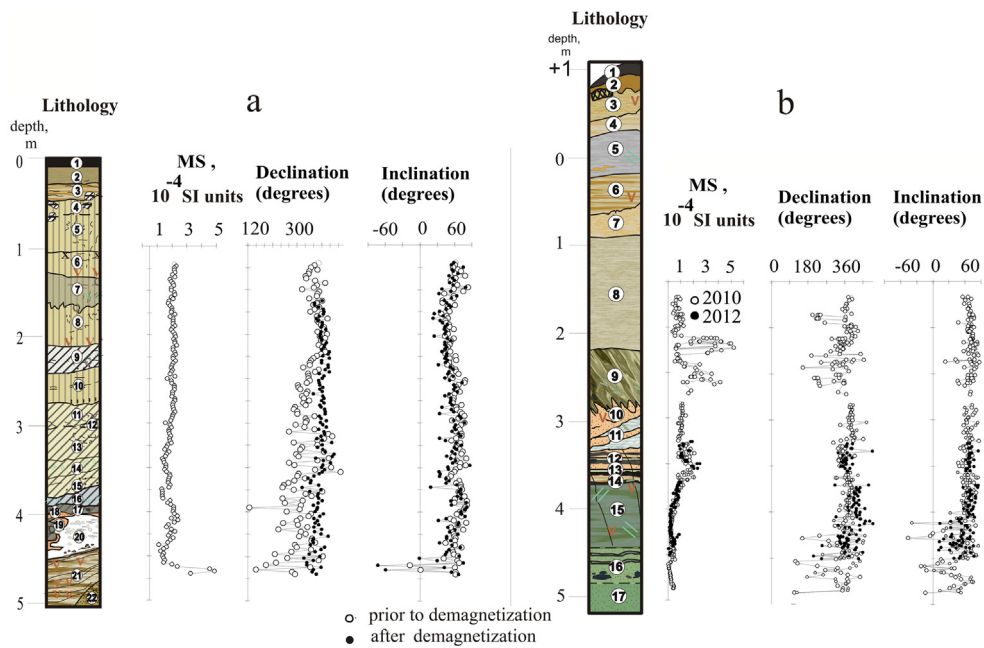 Lithology
depth,
m
+1
a
b
Lithology
depth,
m
MS ,
10⁻⁴ SI units
Declination
(degrees)
Inclination
(degrees)
1 3 5
120 300
-60 0 60
0
1
2
3
4
5
1
2
3
4
5
6
7
8
9
10
11
12
13
14
15
16
17
18
19
20
21
22
x x
v v
0
1
2
3
4
5
1
2
3
4
5
6
7
8
9
10
11
12
13
14
15
16
17
MS ,
10⁻⁴ SI units
Declination
(degrees)
Inclination
(degrees)
1 3 5
0 180 360
-60 0 60
2010
2012
prior to demagnetization
after demagnetization